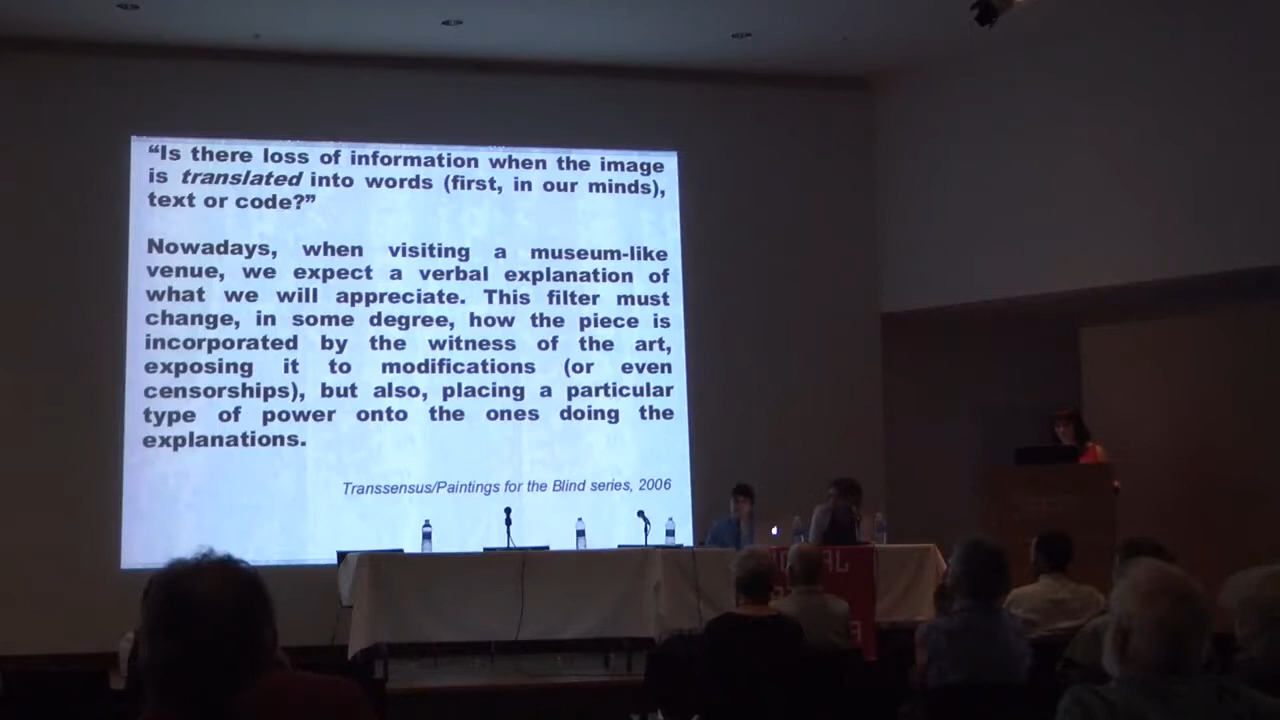 “Is there loss of information when the image
is translated into words (first, in our minds),
text or code?”
Nowadays, when visiting a museum-like
venue, we expect a verbal explanation of
what we will appreciate. This filter must
change, in some degree, how the piece is
incorporated by the witness of the art,
exposing it to modifications (or even
censorships), but also, placing a particular
type of power onto the ones doing the
explanations.
Transsensus/Paintings for the Blind series, 2006